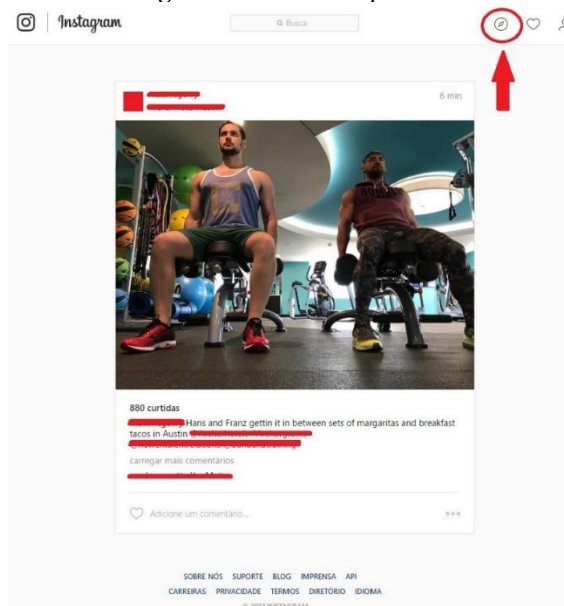 Instagram
Busca
6 min
880 curtidas
Hans and Franz gettin it in between sets of margaritas and breakfast
tacos in Austin
carregar mais comentários
Adicione um comentário...
SOBRE NÓS SUPORTE BLOG IMPRENSA API
CARREIRAS PRIVACIDADE TERMOS DIRETÓRIO IDIOMA
© 2017 INSTAGRAM